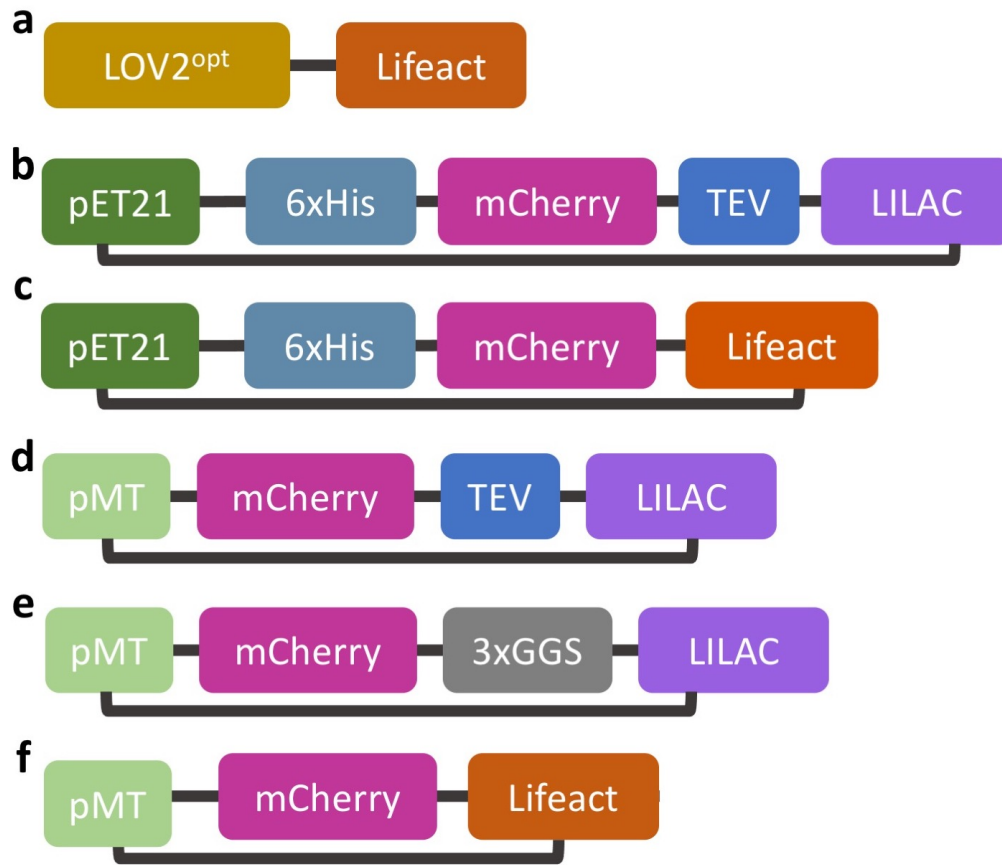 a
LOV2ᵒᵖᵗ Lifeact
b
pET21 6xHis mCherry TEV LILAC
c
pET21 6xHis mCherry Lifeact
d
pMT mCherry TEV LILAC
e
pMT mCherry 3xGGS LILAC
f
pMT mCherry Lifeact